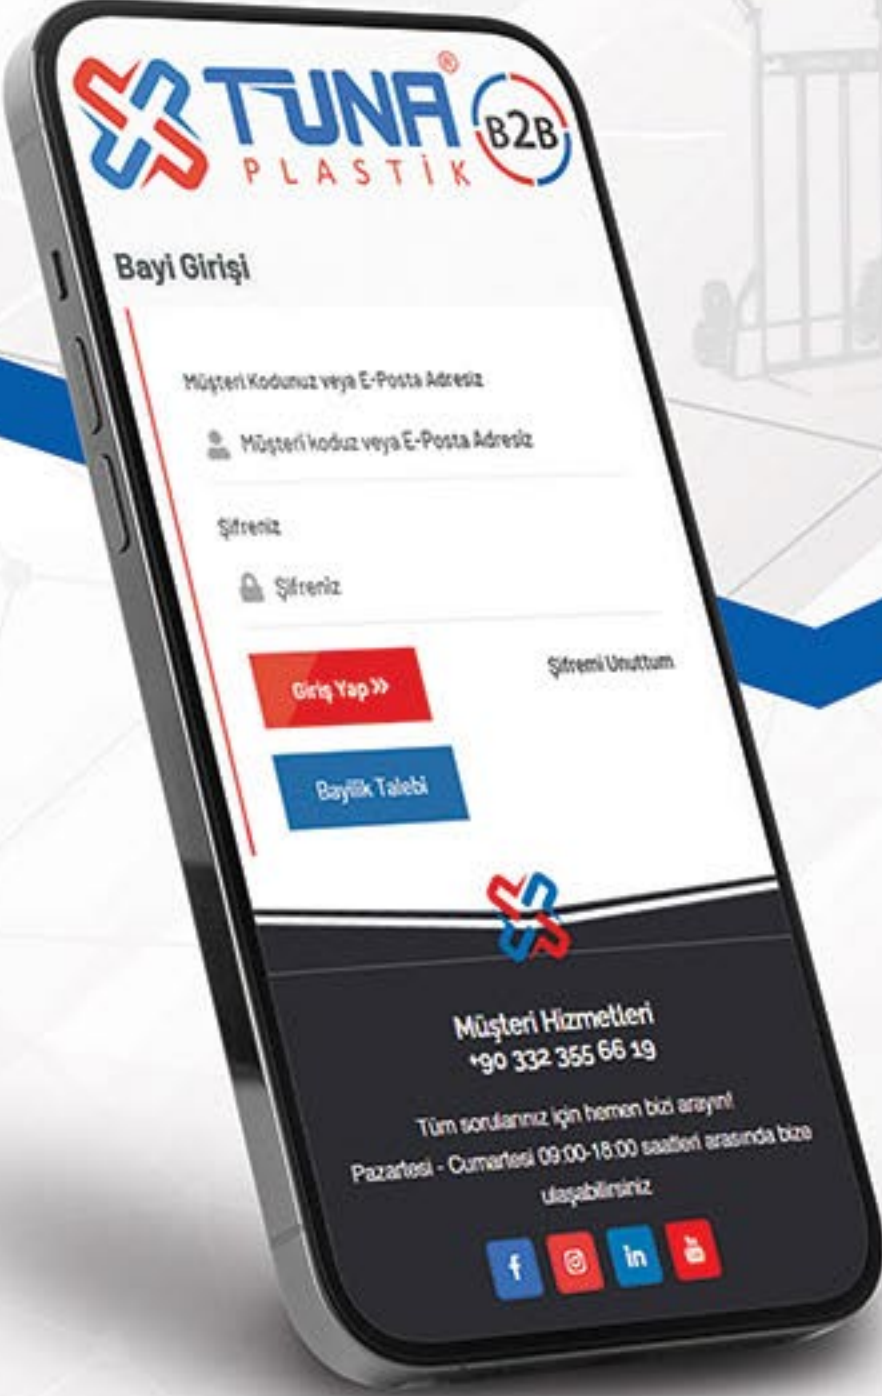 TUNA®
PLASTİK
B2B
Bayi Girişi
Müşteri Kodunuz veya E-Posta Adresiz
Müşteri koduz veya E-Posta Adresiz
Şifreniz
Şifreniz
Giriş Yap »
Şifremi Unuttum
Bayilik Talebi
Müşteri Hizmetleri
+90 332 355 66 19
Tüm sorularınız için hemen bizi arayın!
Pazartesi - Cumartesi 09:00-18:00 saatleri arasında bize
ulaşabilirsiniz
f
in
You